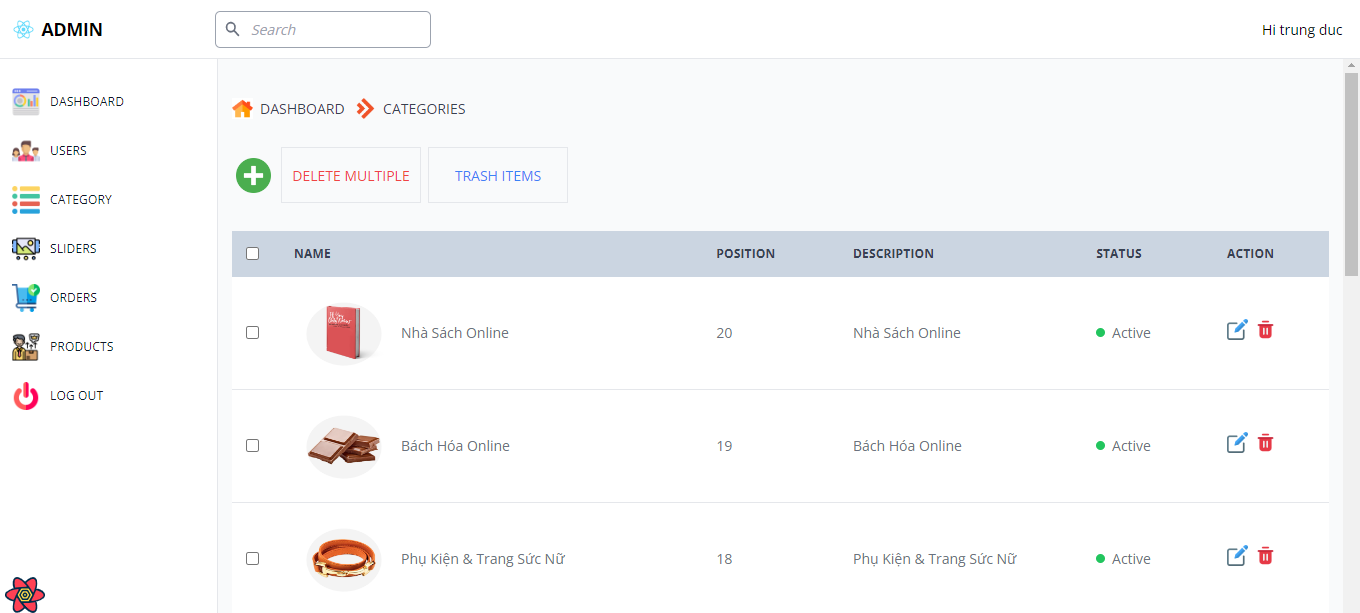 ADMIN
Search
Hi trung duc
DASHBOARD
USERS
CATEGORY
SLIDERS
ORDERS
PRODUCTS
LOG OUT
DASHBOARD CATEGORIES
DELETE MULTIPLE
TRASH ITEMS
NAME POSITION DESCRIPTION STATUS ACTION
Nhà Sách Online 20 Nhà Sách Online Active
Bách Hóa Online 19 Bách Hóa Online Active
Phụ Kiện & Trang Sức Nữ 18 Phụ Kiện & Trang Sức Nữ Active